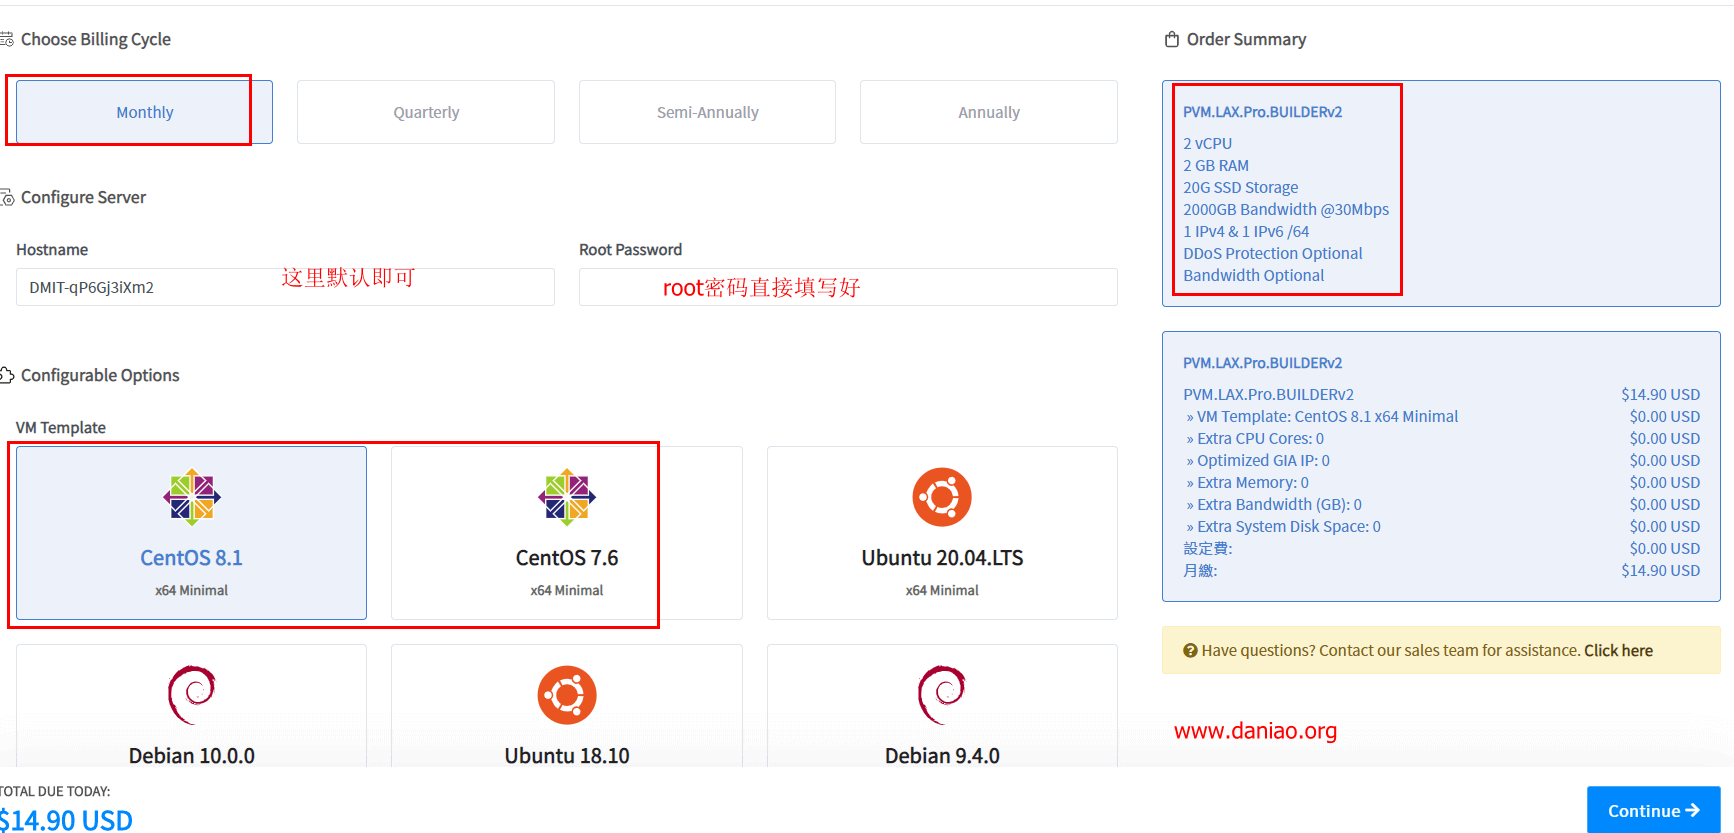 Choose Billing Cycle
Monthly
Quarterly
Semi-Annually
Annually
Configure Server
Hostname
Root Password
DMIT-qP6Gj3iXm2
这里默认即可
root密码直接填写好
Configurable Options
VM Template
CentOS 8.1
x64 Minimal
CentOS 7.6
x64 Minimal
Ubuntu 20.04.LTS
x64 Minimal
Debian 10.0.0
Ubuntu 18.10
Debian 9.4.0
Order Summary
PVM.LAX.Pro.BUILDERv2
2 vCPU
2 GB RAM
20G SSD Storage
2000GB Bandwidth @30Mbps
1 IPv4 & 1 IPv6 /64
DDoS Protection Optional
Bandwidth Optional
PVM.LAX.Pro.BUILDERv2
PVM.LAX.Pro.BUILDERv2 $14.90 USD
» VM Template: CentOS 8.1 x64 Minimal $0.00 USD
» Extra CPU Cores: 0 $0.00 USD
» Optimized GIA IP: 0 $0.00 USD
» Extra Memory: 0 $0.00 USD
» Extra Bandwidth (GB): 0 $0.00 USD
» Extra System Disk Space: 0 $0.00 USD
設定費: $0.00 USD
月繳: $14.90 USD
Have questions? Contact our sales team for assistance. Click here
www.daniao.org
TOTAL DUE TODAY:
$14.90 USD
Continue →